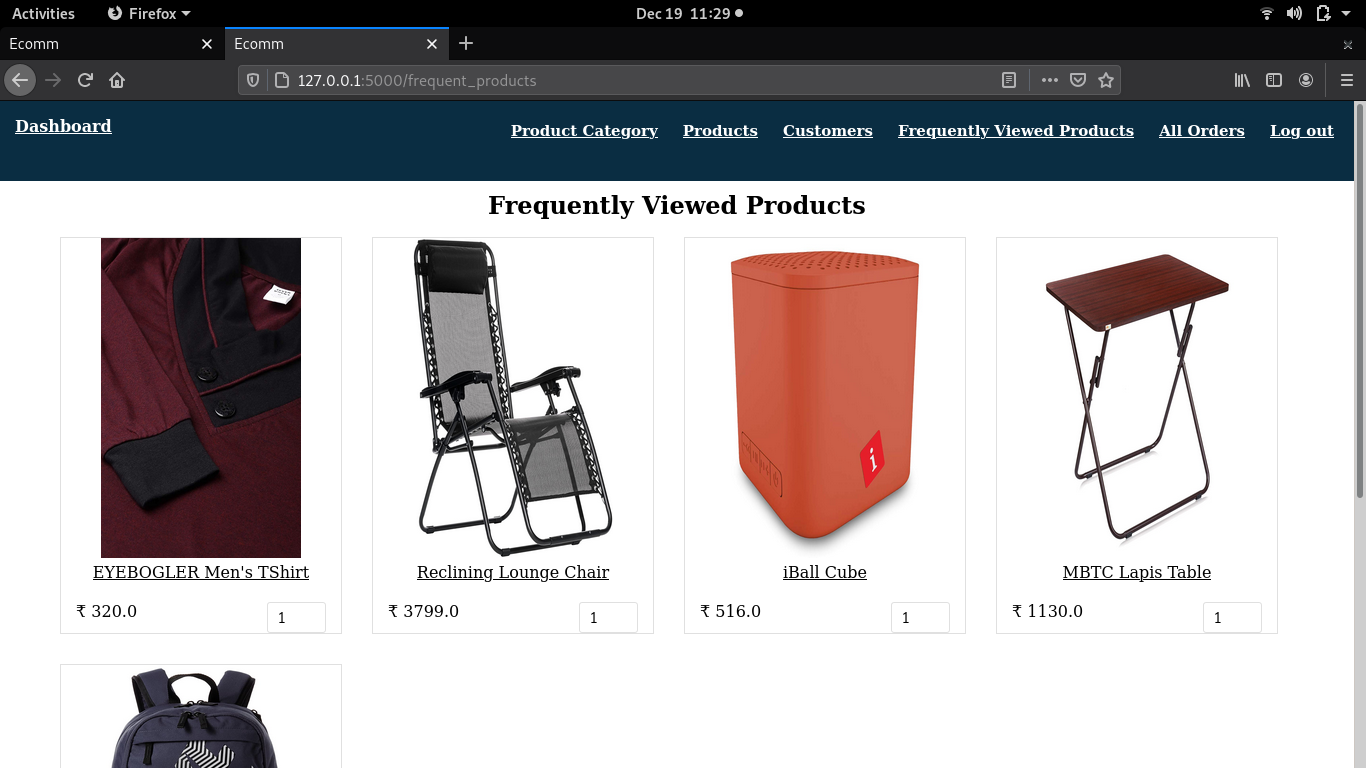 Activities Firefox Dec 19 11:29
Ecomm Ecomm
127.0.0.1:5000/frequent_products
Dashboard Product Category Products Customers Frequently Viewed Products All Orders Log out
Frequently Viewed Products
i
EYEBOGLER Men's TShirt Reclining Lounge Chair iBall Cube MBTC Lapis Table
₹ 320.0 1 ₹ 3799.0 1 ₹ 516.0 1 ₹ 1130.0 1